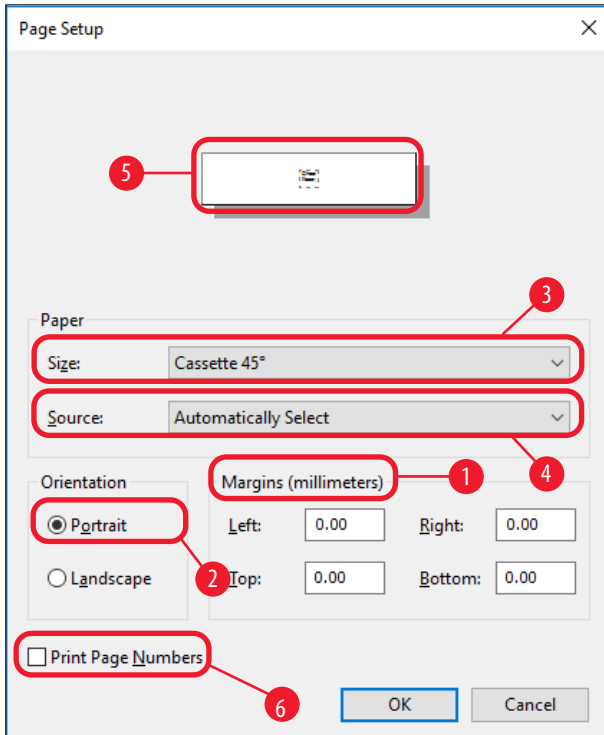 Page Setup
5
3
Paper
Size: Cassette 45°
Source: Automatically Select
4
Orientation
Margins (millimeters)
1
Portrait
Left: 0.00 Right: 0.00
2
Landscape
Top: 0.00 Bottom: 0.00
Print Page Numbers
6
OK Cancel